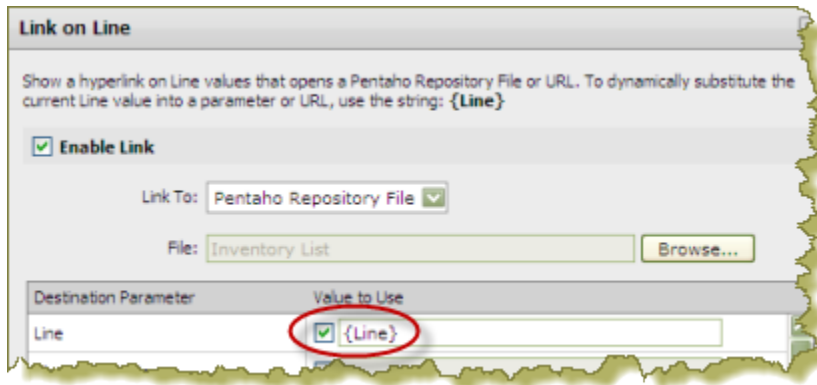 Link on Line
Show a hyperlink on Line values that opens a Pentaho Repository File or URL. To dynamically substitute the
current Line value into a parameter or URL, use the string: {Line}
Enable Link
Link To: Pentaho Repository File
File: Inventory List Browse...
Destination Parameter Value to Use
Line {Line}